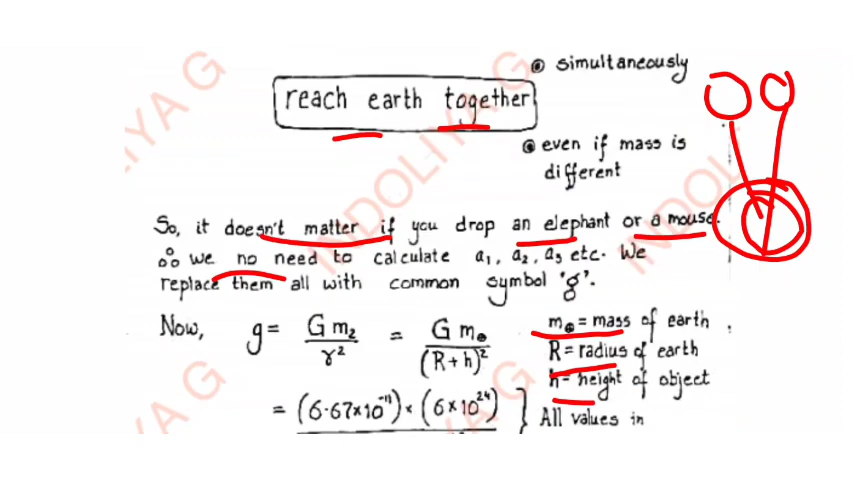 simultaneously
reach earth together
even if mass is
different
So, it doesn't matter if you drop an elephant or a mouse.
∴ we no need to calculate a₁, a₂, a₃ etc. We
replace them all with common symbol 'g'.
Now, g = G m₂ / r² = G m⊕ / (R + h)²
m⊕ = mass of earth
R = radius of earth
h = height of object
= (6.67×10⁻¹¹) × (6×10²⁴) } All values in
INDOLIYA G